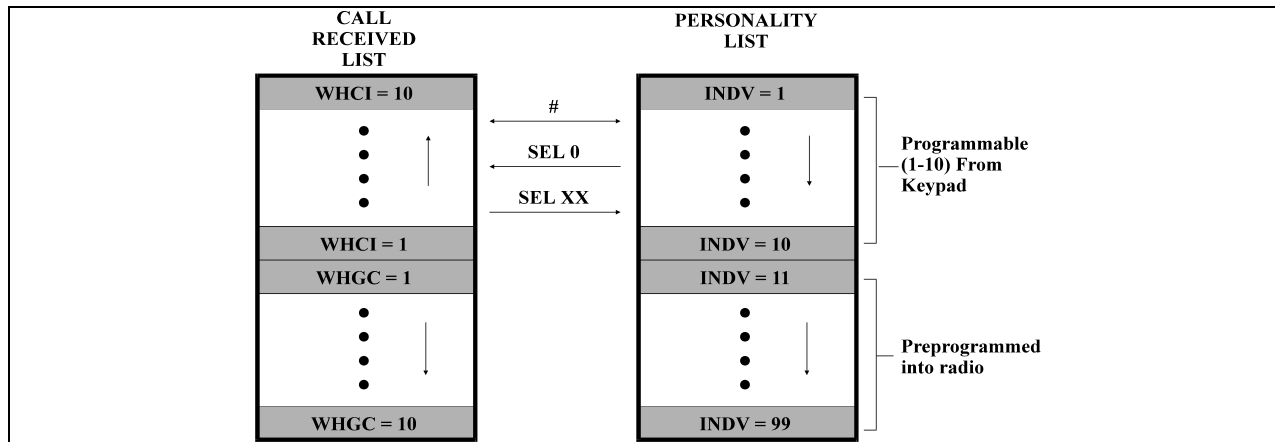 CALL
RECEIVED
LIST
WHCI = 10
WHCI = 1
WHGC = 1
WHGC = 10
#
SEL 0
SEL XX
PERSONALITY
LIST
INDV = 1
INDV = 10
INDV = 11
INDV = 99
Programmable
(1-10) From
Keypad
Preprogrammed
into radio